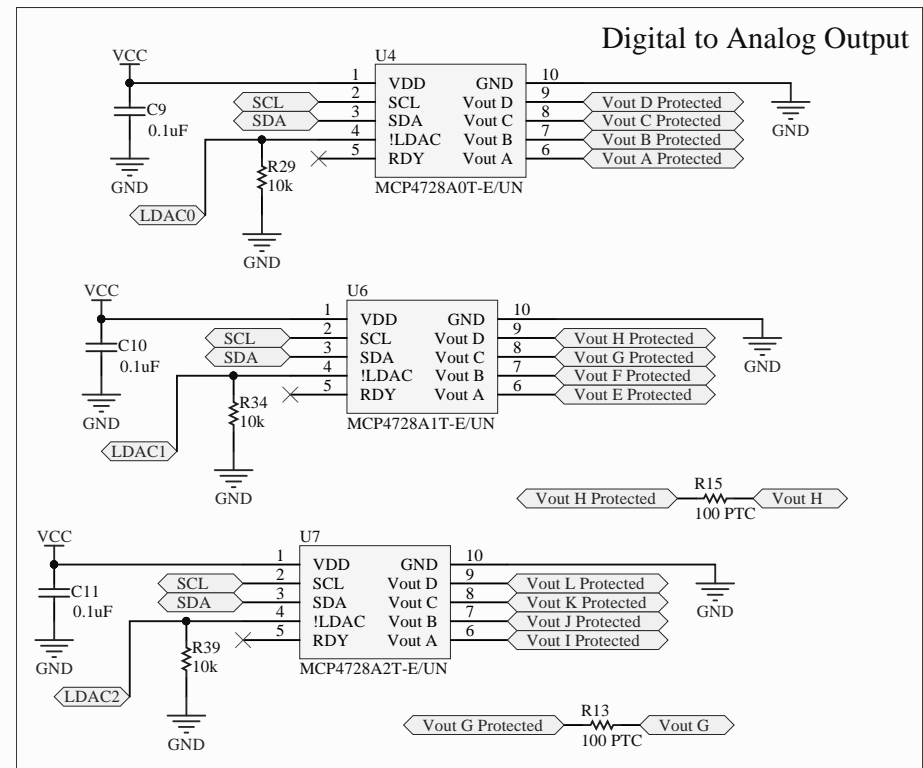 Digital to Analog Output
VCC
C9
0.1uF
GND
U4
1 VDD GND 10
SCL 2 SCL Vout D 9 Vout D Protected
SDA 3 SDA Vout C 8 Vout C Protected
4 !LDAC Vout B 7 Vout B Protected
5 RDY Vout A 6 Vout A Protected
MCP4728A0T-E/UN
GND
R29
10k
LDAC0
GND
VCC
C10
0.1uF
GND
U6
1 VDD GND 10
SCL 2 SCL Vout D 9 Vout H Protected
SDA 3 SDA Vout C 8 Vout G Protected
4 !LDAC Vout B 7 Vout F Protected
5 RDY Vout A 6 Vout E Protected
MCP4728A1T-E/UN
GND
R34
10k
LDAC1
GND
R15
Vout H Protected Vout H
100 PTC
VCC
C11
0.1uF
GND
U7
1 VDD GND 10
SCL 2 SCL Vout D 9 Vout L Protected
SDA 3 SDA Vout C 8 Vout K Protected
4 !LDAC Vout B 7 Vout J Protected
5 RDY Vout A 6 Vout I Protected
MCP4728A2T-E/UN
GND
R39
10k
LDAC2
GND
R13
Vout G Protected Vout G
100 PTC